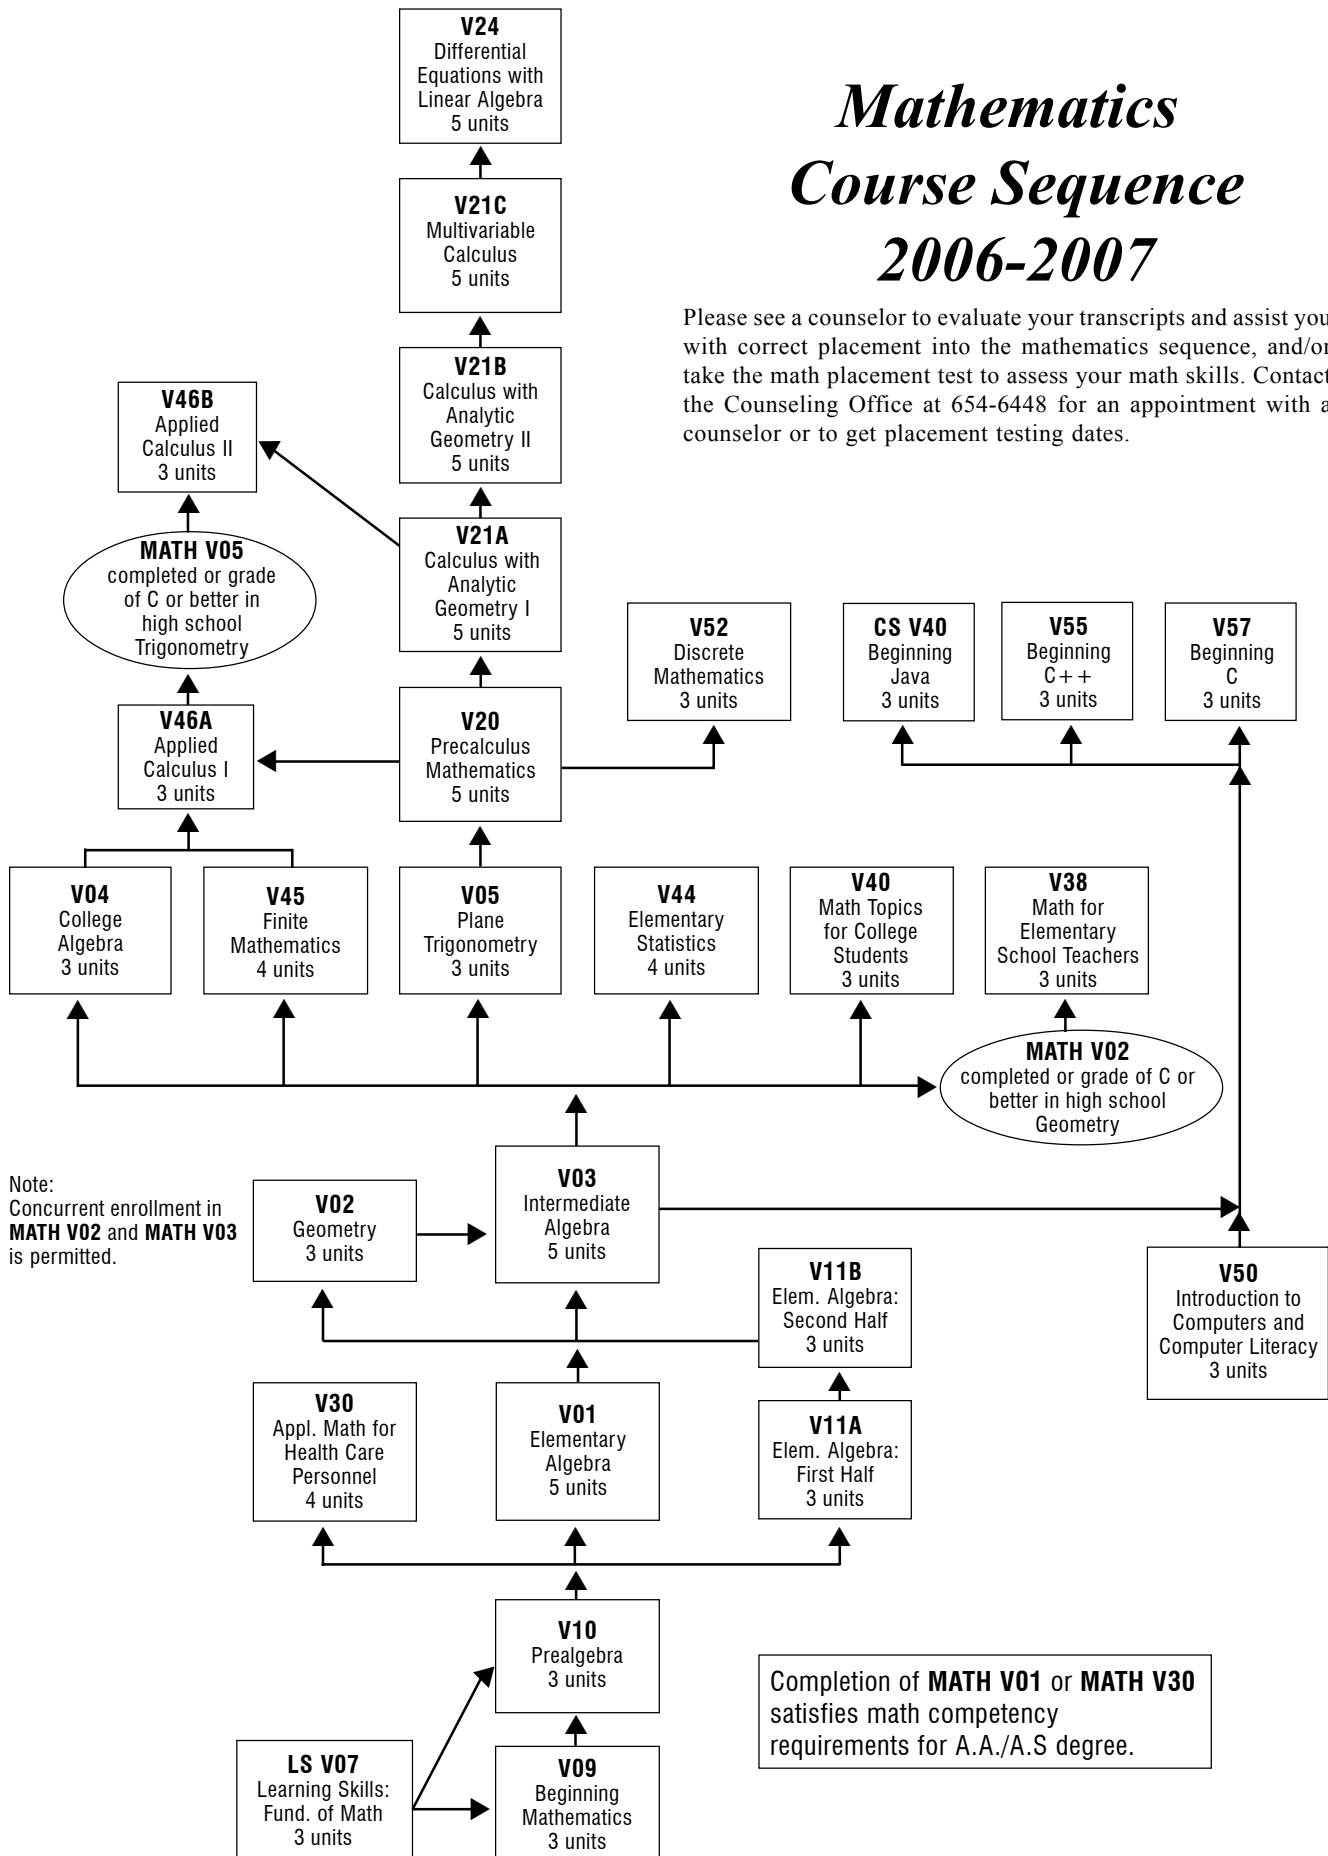 V24
Differential
Equations with
Linear Algebra
5 units
Mathematics
Course Sequence
2006-2007
Please see a counselor to evaluate your transcripts and assist you
with correct placement into the mathematics sequence, and/or
take the math placement test to assess your math skills. Contact
the Counseling Office at 654-6448 for an appointment with a
counselor or to get placement testing dates.
V21C
Multivariable
Calculus
5 units
V21B
Calculus with
Analytic
Geometry II
5 units
V46B
Applied
Calculus II
3 units
MATH V05
completed or grade
of C or better in
high school
Trigonometry
V21A
Calculus with
Analytic
Geometry I
5 units
V52
Discrete
Mathematics
3 units
CS V40
Beginning
Java
3 units
V55
Beginning
C++
3 units
V57
Beginning
C
3 units
V46A
Applied
Calculus I
3 units
V20
Precalculus
Mathematics
5 units
V04
College
Algebra
3 units
V45
Finite
Mathematics
4 units
V05
Plane
Trigonometry
3 units
V44
Elementary
Statistics
4 units
V40
Math Topics
for College
Students
3 units
V38
Math for
Elementary
School Teachers
3 units
MATH V02
completed or grade of C or
better in high school
Geometry
Note:
Concurrent enrollment in
MATH V02 and MATH V03
is permitted.
V02
Geometry
3 units
V03
Intermediate
Algebra
5 units
V11B
Elem. Algebra:
Second Half
3 units
V50
Introduction to
Computers and
Computer Literacy
3 units
V30
Appl. Math for
Health Care
Personnel
4 units
V01
Elementary
Algebra
5 units
V11A
Elem. Algebra:
First Half
3 units
V10
Prealgebra
3 units
Completion of MATH V01 or MATH V30
satisfies math competency
requirements for A.A./A.S degree.
LS V07
Learning Skills:
Fund. of Math
3 units
V09
Beginning
Mathematics
3 units